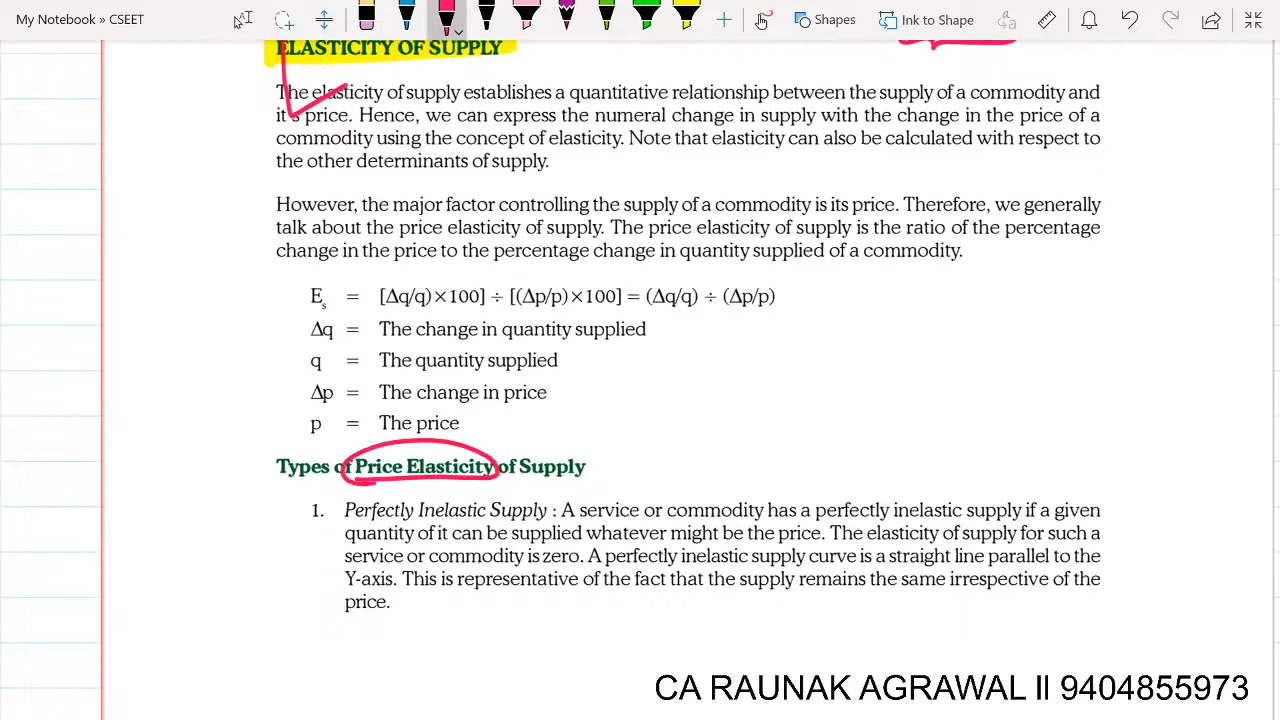 My Notebook » CSEET
Shapes
Ink to Shape
ELASTICITY OF SUPPLY
The elasticity of supply establishes a quantitative relationship between the supply of a commodity and
it's price. Hence, we can express the numeral change in supply with the change in the price of a
commodity using the concept of elasticity. Note that elasticity can also be calculated with respect to
the other determinants of supply.
However, the major factor controlling the supply of a commodity is its price. Therefore, we generally
talk about the price elasticity of supply. The price elasticity of supply is the ratio of the percentage
change in the price to the percentage change in quantity supplied of a commodity.
Es = [Δq/q)×100] ÷ [(Δp/p)×100] = (Δq/q) ÷ (Δp/p)
Δq = The change in quantity supplied
q = The quantity supplied
Δp = The change in price
p = The price
Types of Price Elasticity of Supply
1. Perfectly Inelastic Supply : A service or commodity has a perfectly inelastic supply if a given
quantity of it can be supplied whatever might be the price. The elasticity of supply for such a
service or commodity is zero. A perfectly inelastic supply curve is a straight line parallel to the
Y-axis. This is representative of the fact that the supply remains the same irrespective of the
price.
CA RAUNAK AGRAWAL II 9404855973